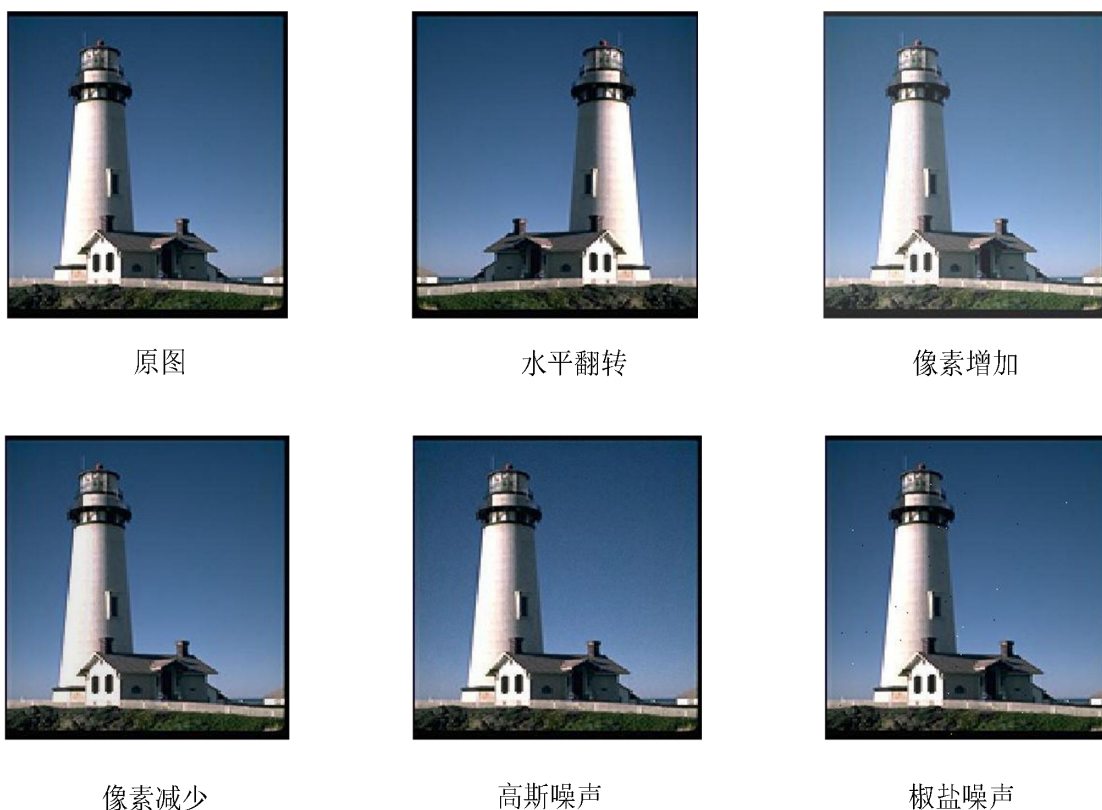 原图
水平翻转
像素增加
像素减少
高斯噪声
椒盐噪声